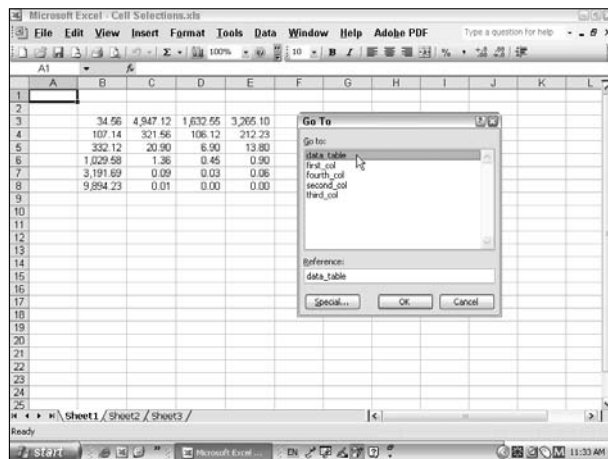 Microsoft Excel - Cell Selections.xls
File Edit View Insert Format Tools Data Window Help Adobe PDF Type a question for help
100% 10 B I %
A1 fx
A B C D E F G H I J K L
1
2
3 34.56 4,947.12 1,632.55 3,265.10
4 107.14 321.56 106.12 212.23
5 332.12 20.90 6.90 13.80
6 1,029.58 1.36 0.45 0.90
7 3,191.69 0.09 0.03 0.06
8 9,894.23 0.01 0.00 0.00
9
10
11
12
13
14
15
16
17
18
19
20
21
22
23
24
25
Go To
Go to:
data_table
first_col
fourth_col
second_col
third_col
Reference:
data_table
Special... OK Cancel
Sheet1 / Sheet2 / Sheet3 /
Ready
start Microsoft Excel ... EN 11:33 AM